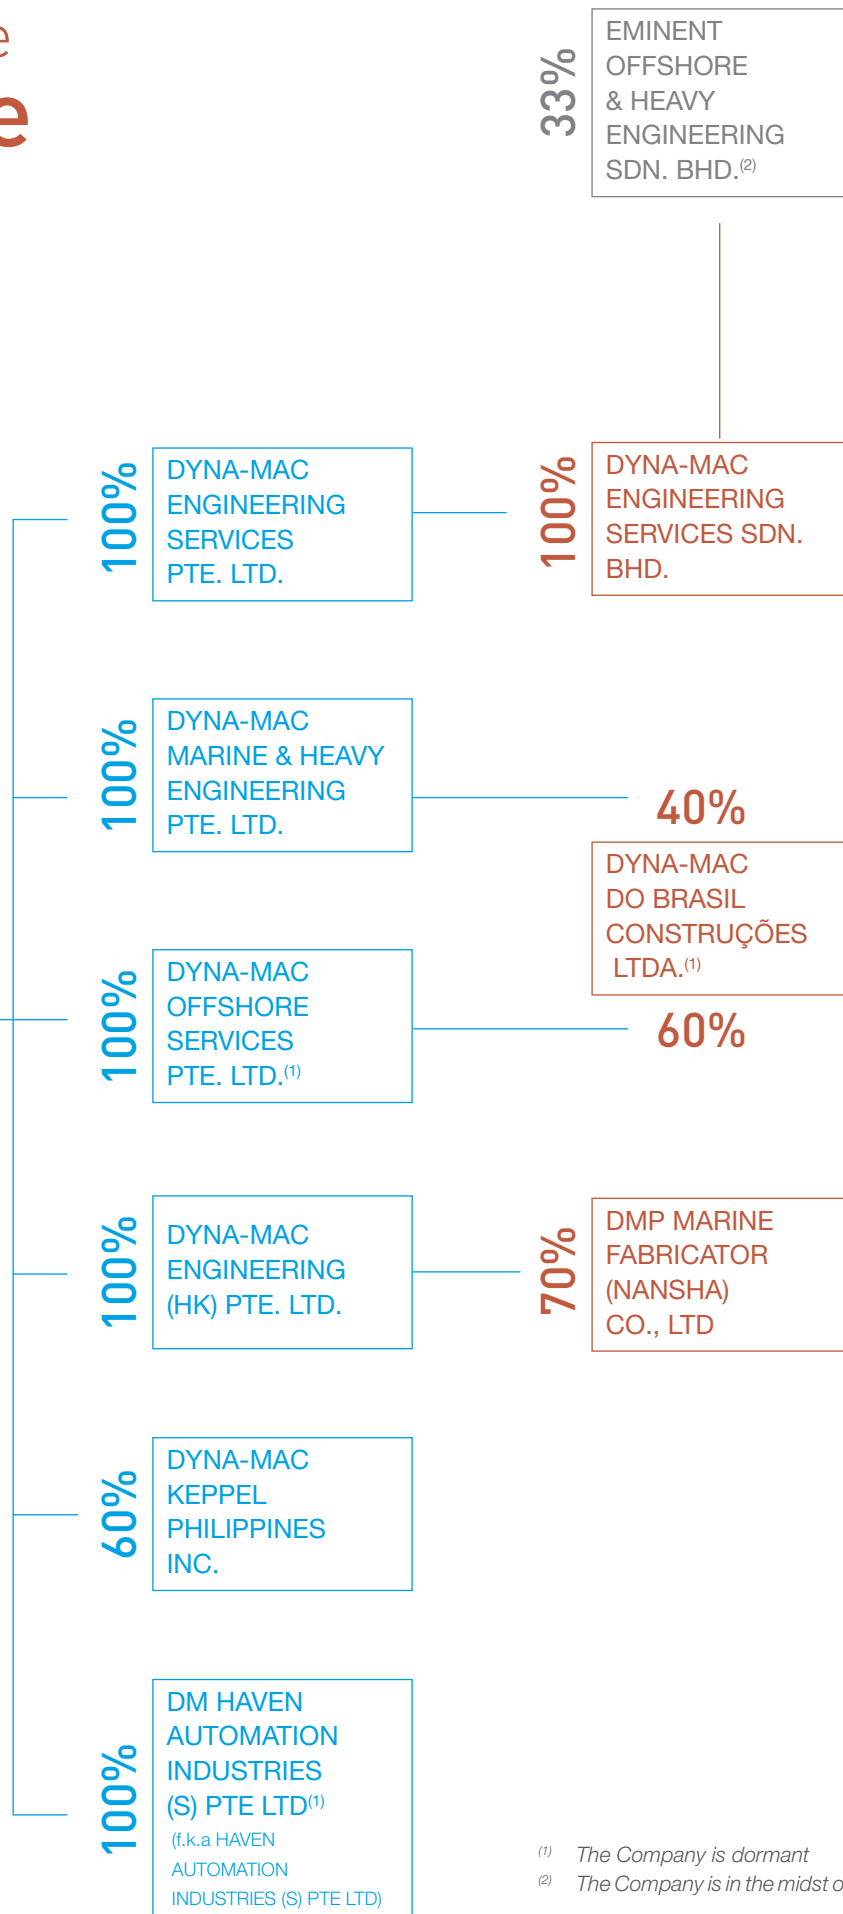 e
e
33%
EMINENT
OFFSHORE
& HEAVY
ENGINEERING
SDN. BHD.(2)
100%
DYNA-MAC
ENGINEERING
SERVICES
PTE. LTD.
100%
DYNA-MAC
ENGINEERING
SERVICES SDN.
BHD.
100%
DYNA-MAC
MARINE & HEAVY
ENGINEERING
PTE. LTD.
40%
DYNA-MAC
DO BRASIL
CONSTRUÇÕES
LTDA.(1)
60%
100%
DYNA-MAC
OFFSHORE
SERVICES
PTE. LTD.(1)
100%
DYNA-MAC
ENGINEERING
(HK) PTE. LTD.
70%
DMP MARINE
FABRICATOR
(NANSHA)
CO., LTD
60%
DYNA-MAC
KEPPEL
PHILIPPINES
INC.
100%
DM HAVEN
AUTOMATION
INDUSTRIES
(S) PTE LTD(1)
(f.k.a HAVEN
AUTOMATION
INDUSTRIES (S) PTE LTD)
(1) The Company is dormant
(2) The Company is in the midst o